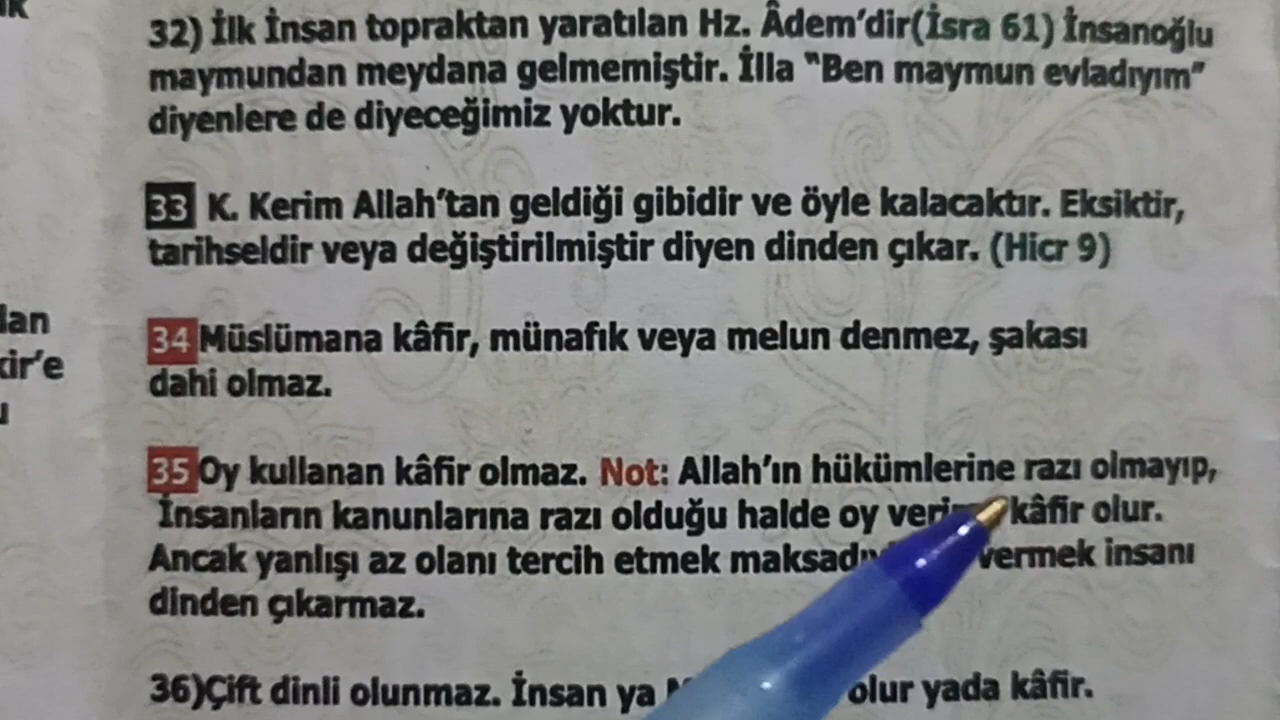 32) İlk İnsan topraktan yaratılan Hz. Âdem'dir(İsra 61) İnsanoğlu
maymundan meydana gelmemiştir. İlla "Ben maymun evladıyım"
diyenlere de diyeceğimiz yoktur.
33 K. Kerim Allah'tan geldiği gibidir ve öyle kalacaktır. Eksiktir,
tarihseldir veya değiştirilmiştir diyen dinden çıkar. (Hicr 9)
34 Müslümana kâfir, münafık veya melun denmez, şakası
dahi olmaz.
35 Oy kullanan kâfir olmaz. Not: Allah'ın hükümlerine razı olmayıp,
İnsanların kanunlarına razı olduğu halde oy kâfir olur.
Ancak yanlışı az olanı tercih etmek vermek insanı
dinden çıkarmaz.
36)Çift dinli olunmaz. İnsan ya olur yada kâfir.